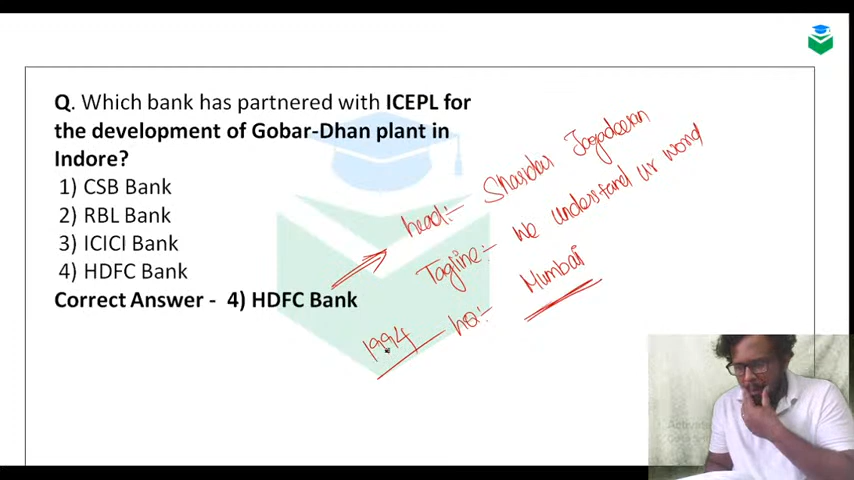 Q. Which bank has partnered with ICEPL for
the development of Gobar-Dhan plant in
Indore?
1) CSB Bank
2) RBL Bank
3) ICICI Bank
4) HDFC Bank
Correct Answer - 4) HDFC Bank
head:- Jagadeesan
Tagline:- We understand ur world
1994 hQ:- Mumbai